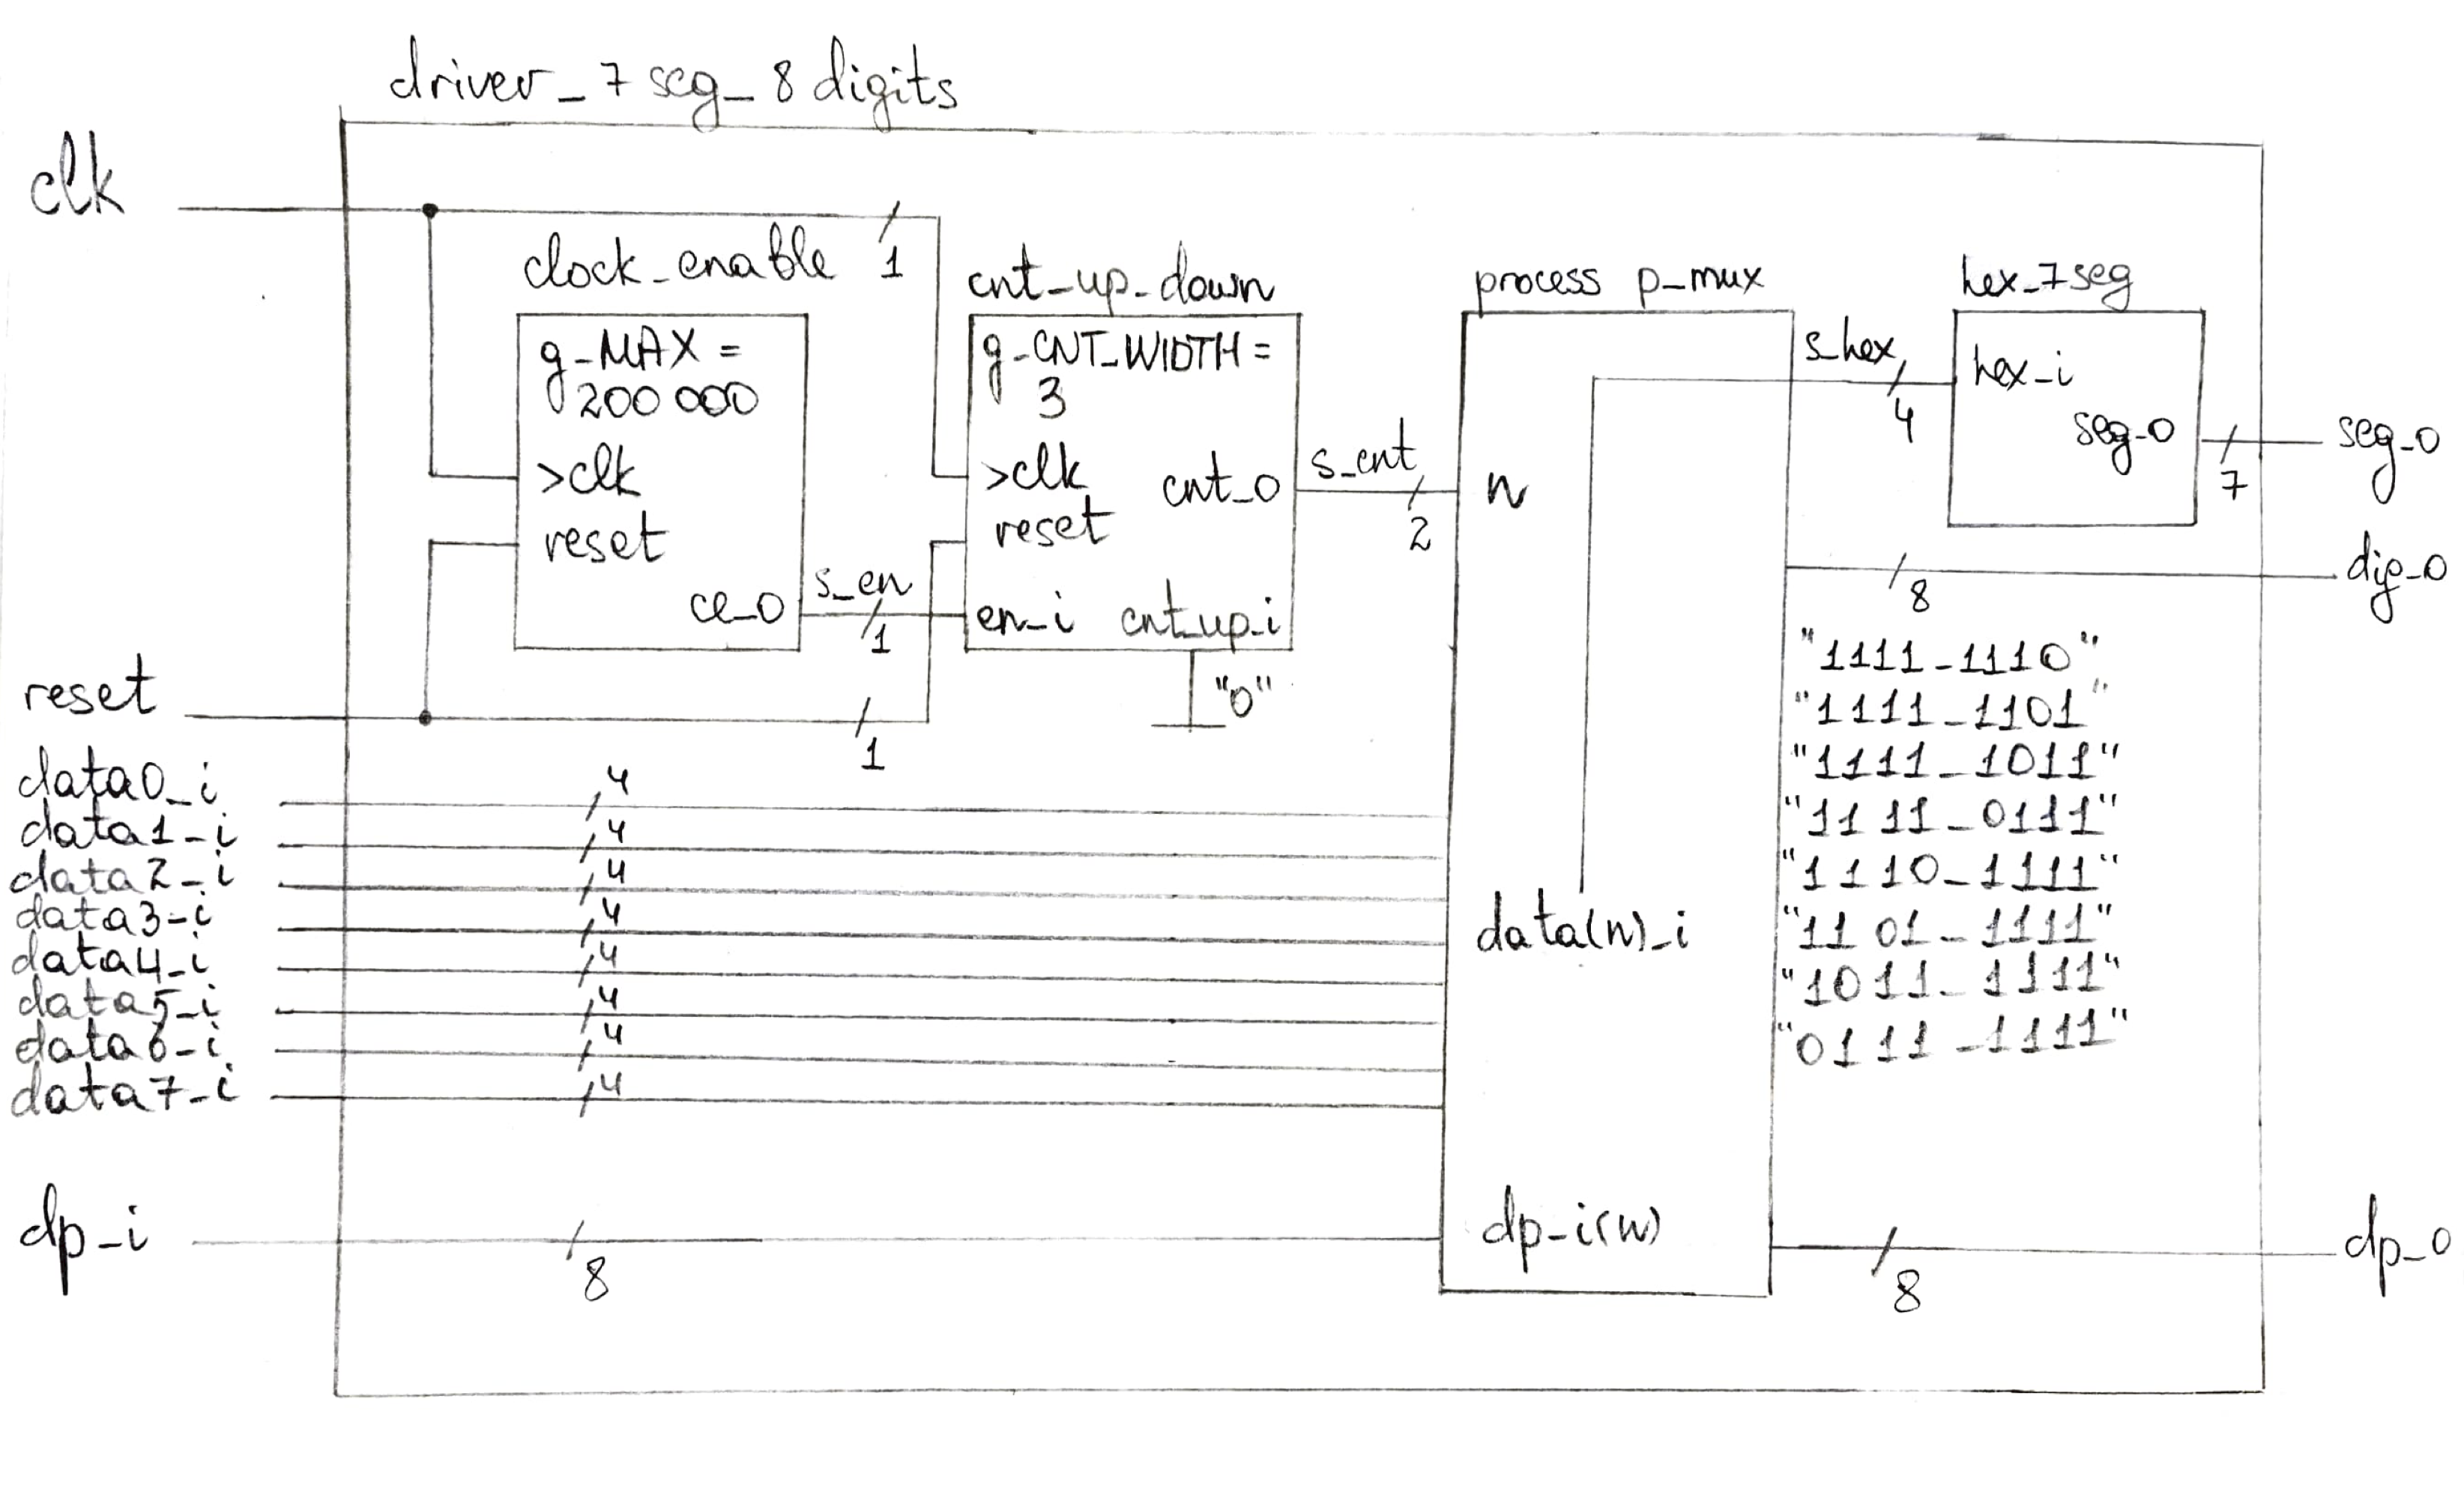 driver_7seg_8digits
clk
clock_enable
1
cnt_up_down
process p_mux
hex_7seg
g_MAX =
200 000
>clk
reset
ce_o
s_en
1
g_CNT_WIDTH =
3
>clk
reset
en_i
cnt_o
cnt_up_i
"0"
s_cnt
2
n
s_hex
4
hex_i
seg_o
7
seg_o
8
dig_o
"1111_1110"
"1111_1101"
"1111_1011"
"1111_0111"
"1110_1111"
"1101_1111"
"1011_1111"
"0111_1111"
reset
1
data0_i
4
data1_i
4
data2_i
4
data3_i
4
data4_i
4
data5_i
4
data6_i
4
data7_i
4
data(n)_i
dp_i
8
dp_i(n)
8
dp_o